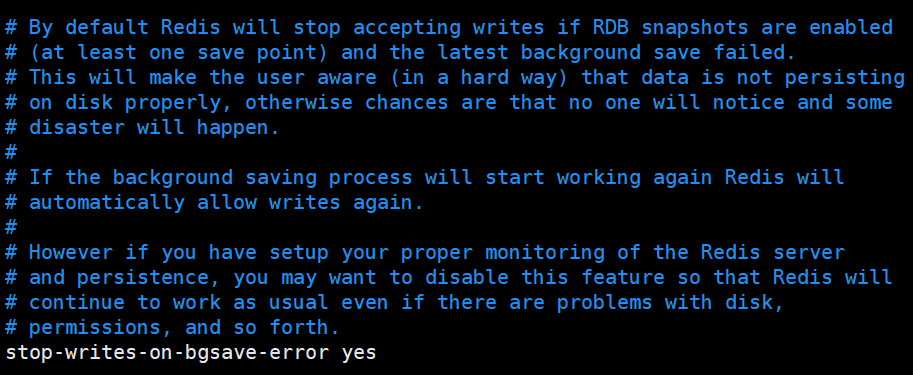 # By default Redis will stop accepting writes if RDB snapshots are enabled
# (at least one save point) and the latest background save failed.
# This will make the user aware (in a hard way) that data is not persisting
# on disk properly, otherwise chances are that no one will notice and some
# disaster will happen.
#
# If the background saving process will start working again Redis will
# automatically allow writes again.
#
# However if you have setup your proper monitoring of the Redis server
# and persistence, you may want to disable this feature so that Redis will
# continue to work as usual even if there are problems with disk,
# permissions, and so forth.
stop-writes-on-bgsave-error yes